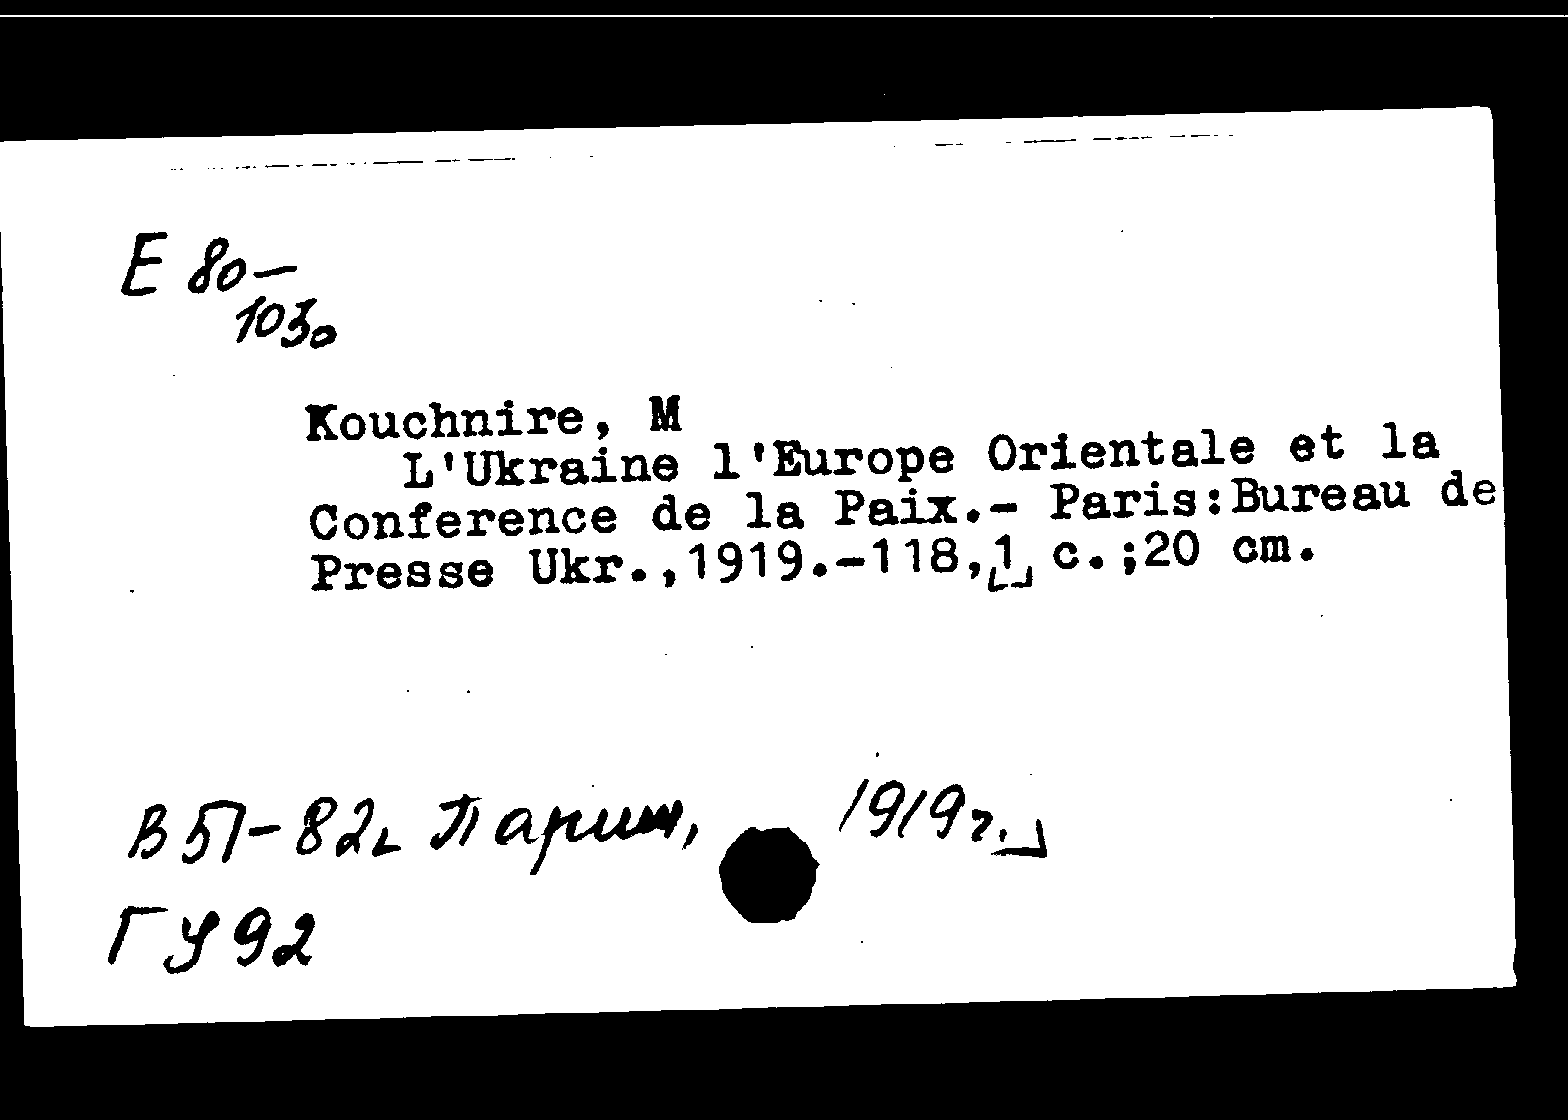 E 80-
1030
Kouchnire, M
L'Ukraine l'Europe Orientale et la
Conference de la Paix.- Paris:Bureau de
Presse Ukr.,1919.-118,[1] c.;20 cm.
В5П-82 [Париж, 1919г.]
ГУ92